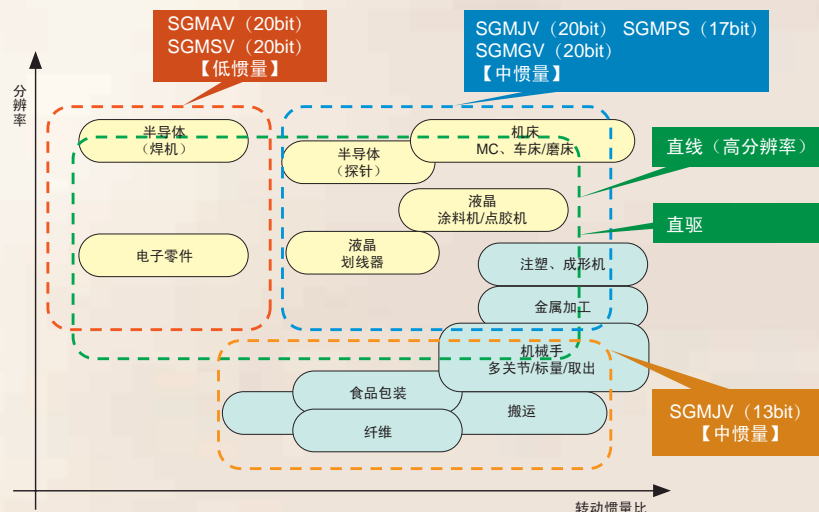 SGMAV（20bit）
SGMSV（20bit）
【低惯量】
SGMJV（20bit） SGMPS（17bit）
SGMGV（20bit）
【中惯量】
分辨率
半导体
（焊机）
半导体
（探针）
机床
MC、车床/磨床
直线（高分辨率）
液晶
涂料机/点胶机
直驱
电子零件
液晶
划线器
注塑、成形机
金属加工
机械手
多关节/标量/取出
食品包装
搬运
纤维
SGMJV（13bit）
【中惯量】
转动惯量比